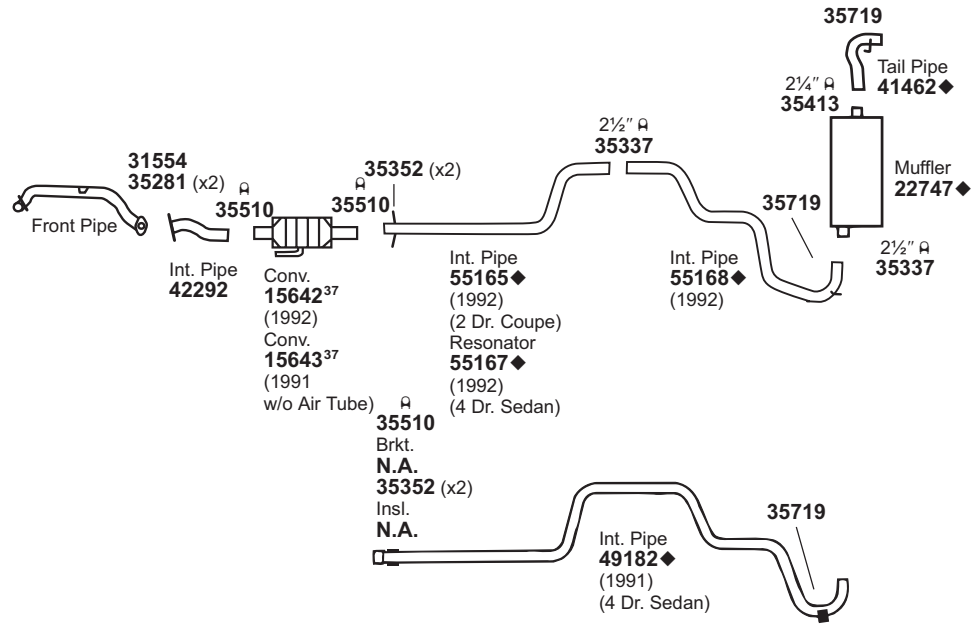 35719
Tail Pipe
41462◆
2¼″
35413
Muffler
22747◆
2½″
35337
31554
35281 (x2)
35510
Front Pipe
Int. Pipe
42292
35510
35352 (x2)
Conv.
15642³⁷
(1992)
Conv.
15643³⁷
(1991
w/o Air Tube)
2½″
35337
Int. Pipe
55165◆
(1992)
(2 Dr. Coupe)
Resonator
55167◆
(1992)
(4 Dr. Sedan)
35719
Int. Pipe
55168◆
(1992)
35510
Brkt.
N.A.
35352 (x2)
Insl.
N.A.
Int. Pipe
49182◆
(1991)
(4 Dr. Sedan)
35719